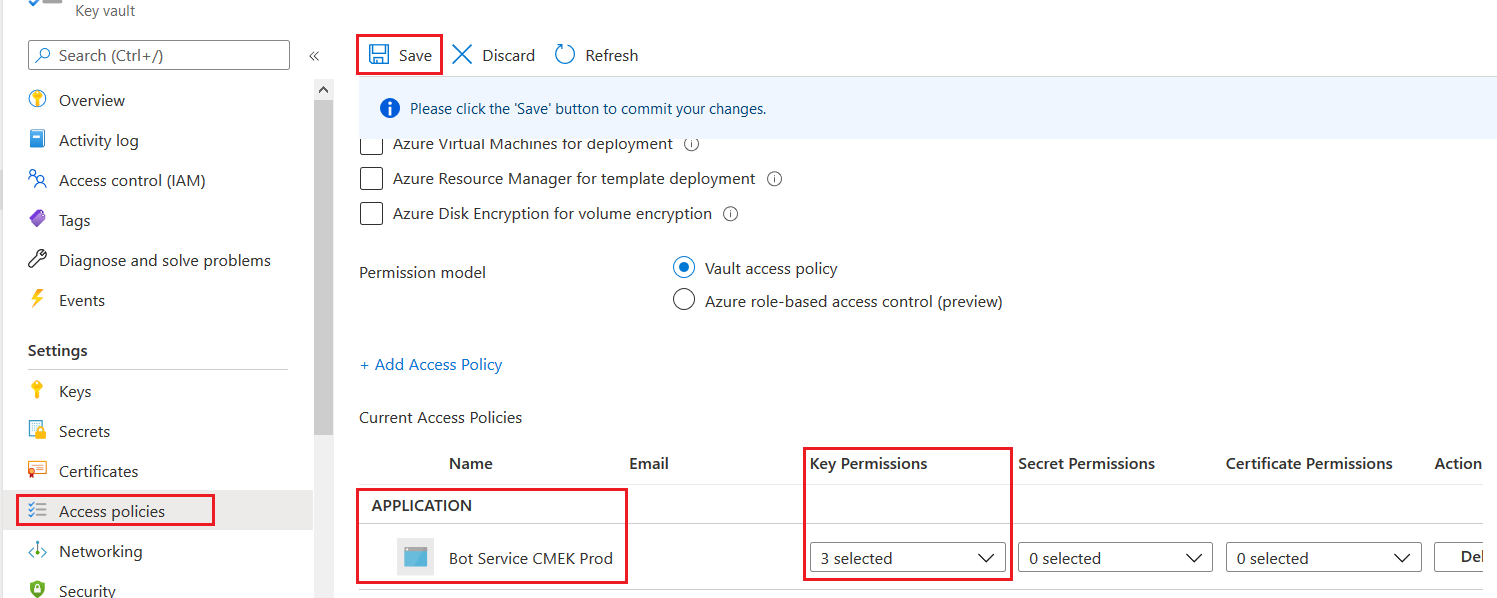 Key vault
Search (Ctrl+/)
«
Overview
Activity log
Access control (IAM)
Tags
Diagnose and solve problems
Events
Settings
Keys
Secrets
Certificates
Access policies
Networking
Security
Save Discard Refresh
Please click the 'Save' button to commit your changes.
Azure Virtual Machines for deployment
Azure Resource Manager for template deployment
Azure Disk Encryption for volume encryption
Permission model
Vault access policy
Azure role-based access control (preview)
+ Add Access Policy
Current Access Policies
Name Email Key Permissions Secret Permissions Certificate Permissions Action
APPLICATION
Bot Service CMEK Prod 3 selected 0 selected 0 selected Del